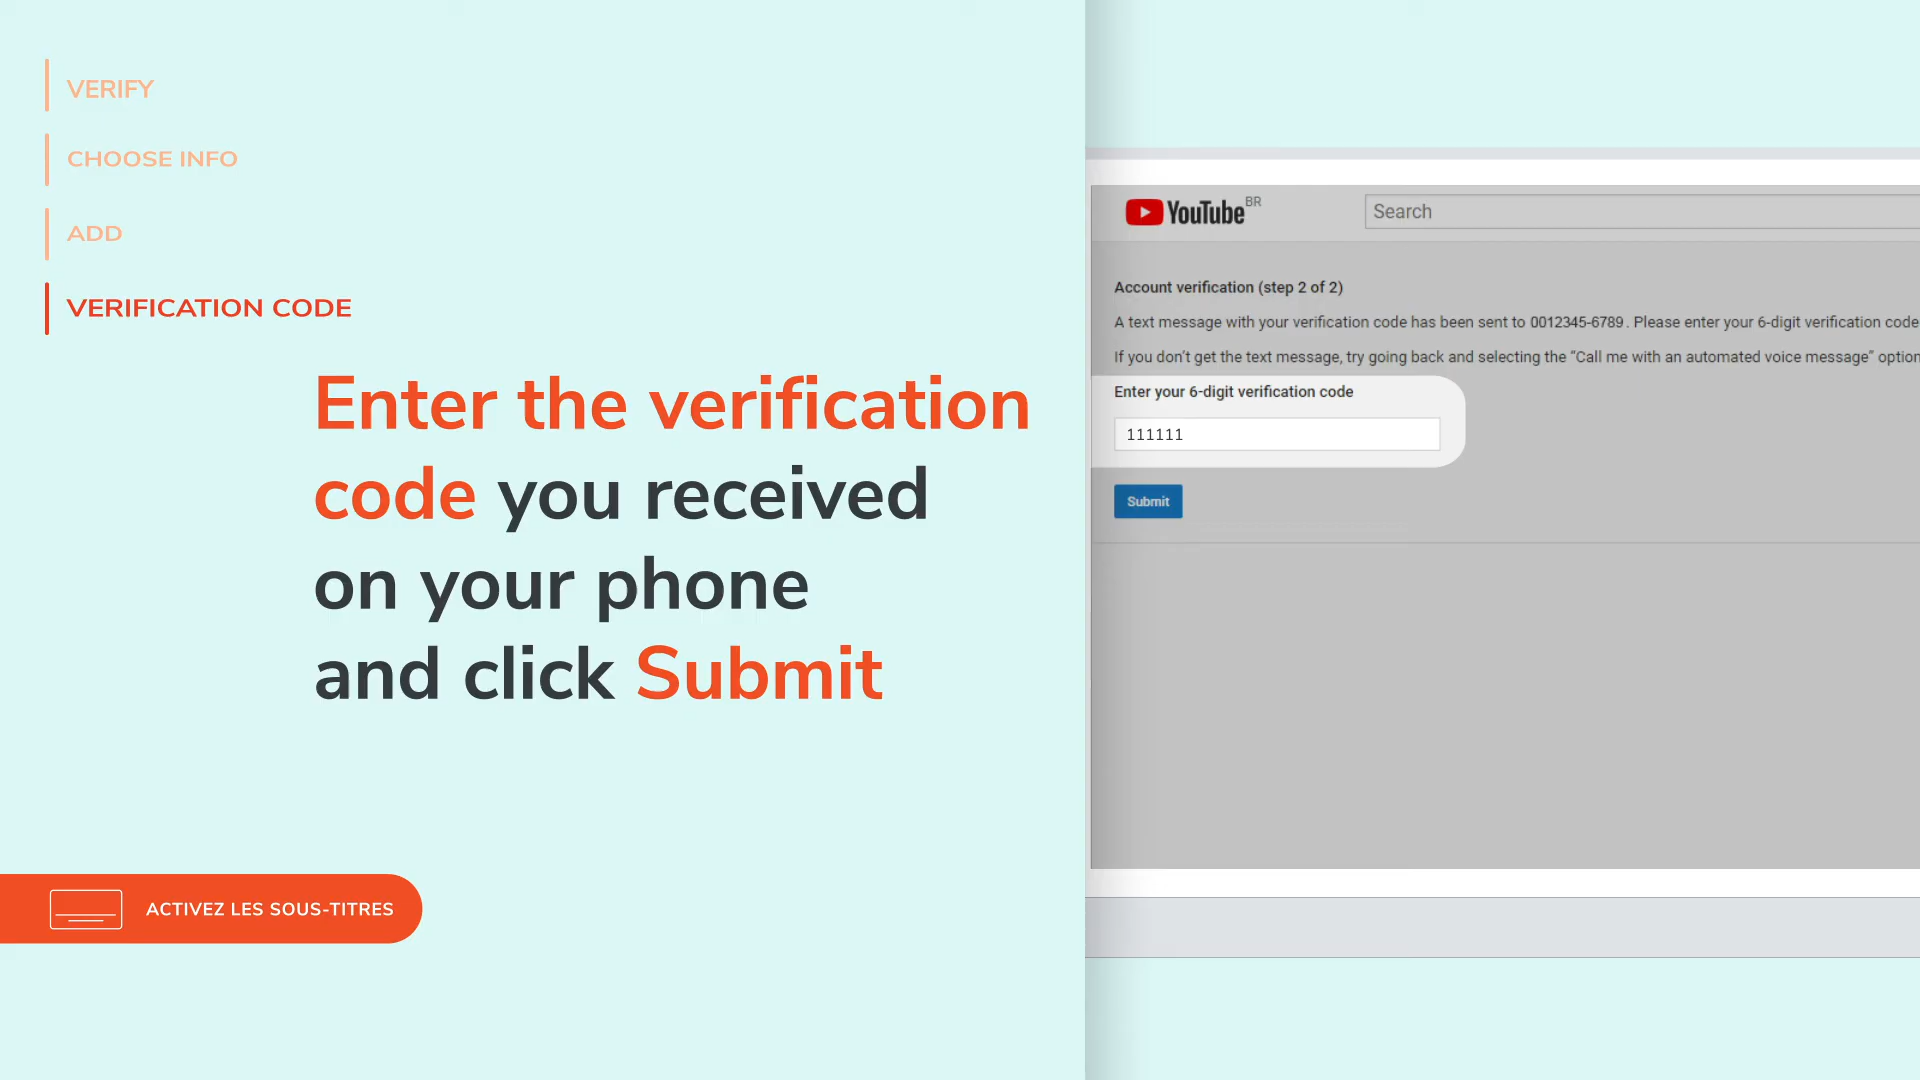 VERIFY
CHOOSE INFO
ADD
VERIFICATION CODE
Enter the verification
code you received
on your phone
and click Submit
ACTIVEZ LES SOUS-TITRES
YouTube BR
Search
Account verification (step 2 of 2)
A text message with your verification code has been sent to 0012345-6789. Please enter your 6-digit verification code
If you don't get the text message, try going back and selecting the "Call me with an automated voice message" option
Enter your 6-digit verification code
111111
Submit